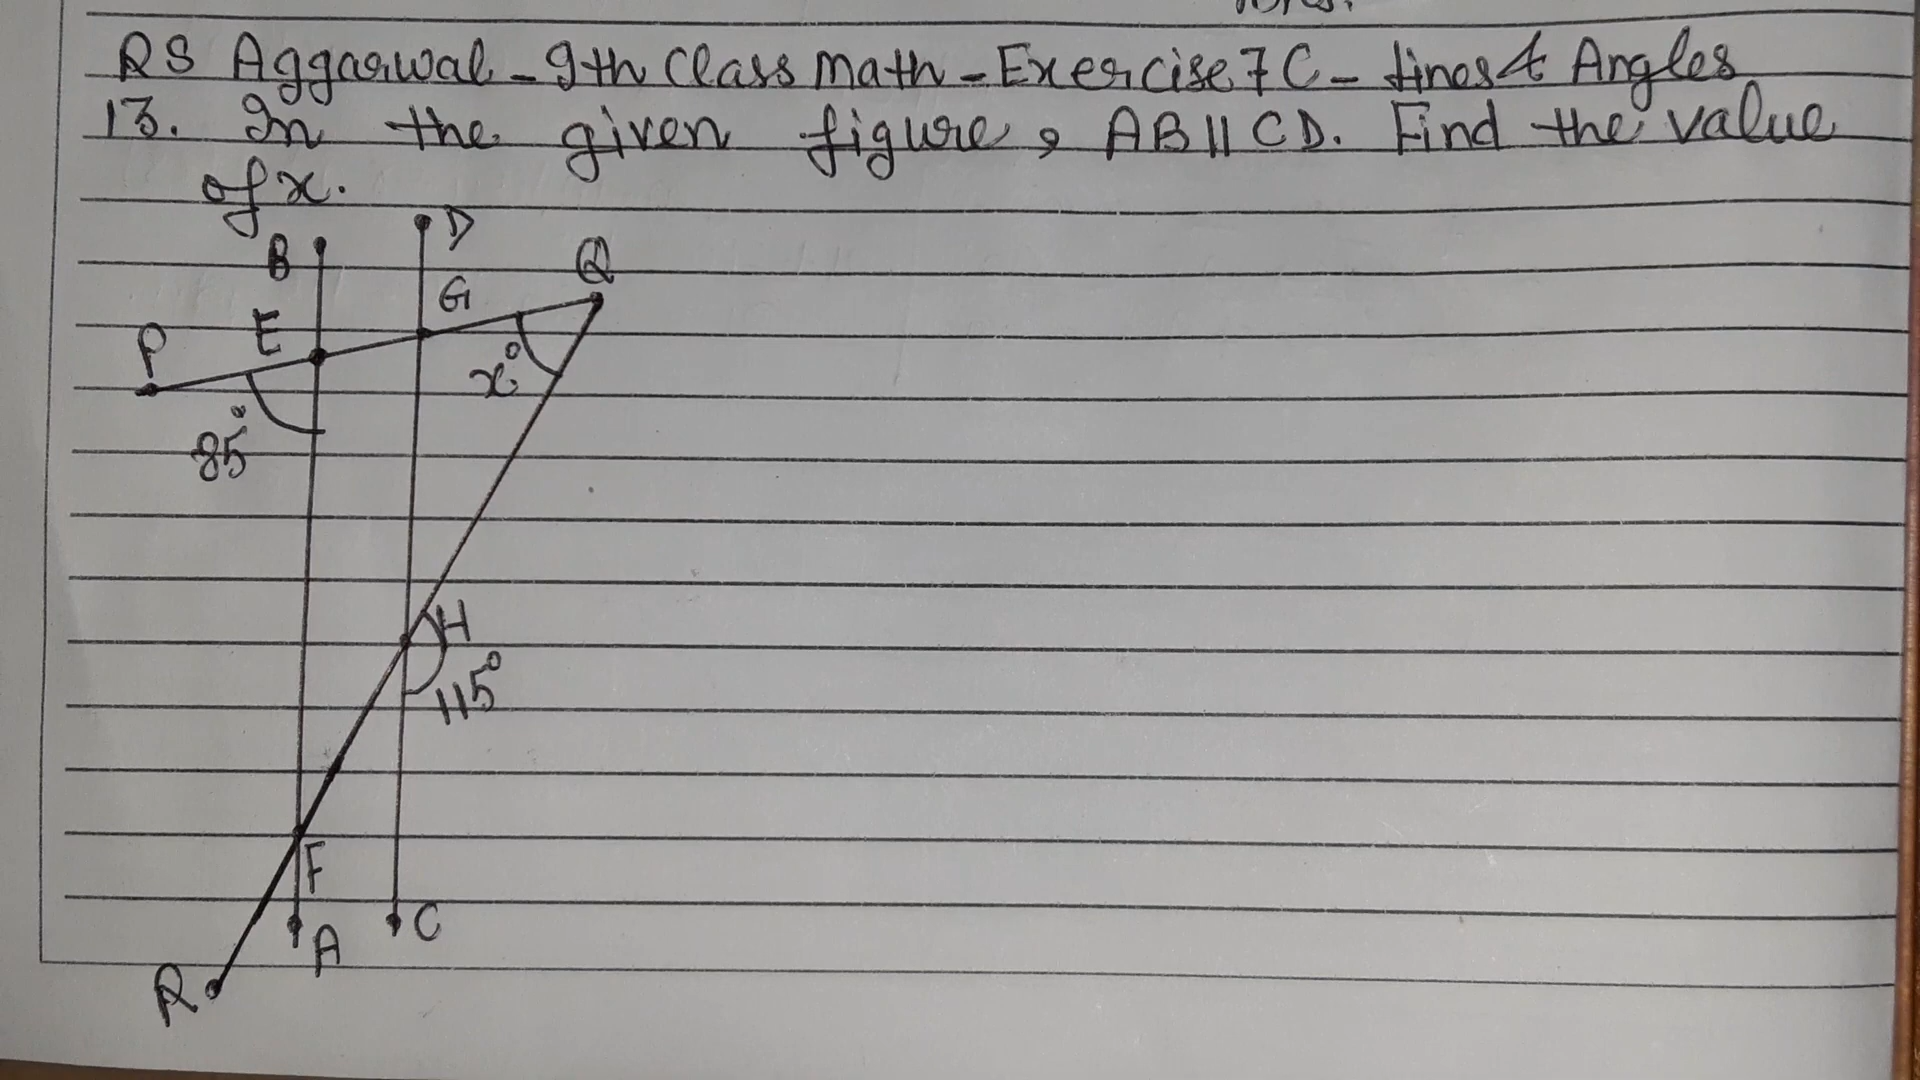 RS Aggarwal - 9th Class Math - Exercise 7C - Lines & Angles
13. In the given figure, AB || CD. Find the value
of x.
D
B
Q
G
E
P
x°
85°
H
115°
F
C
A
R